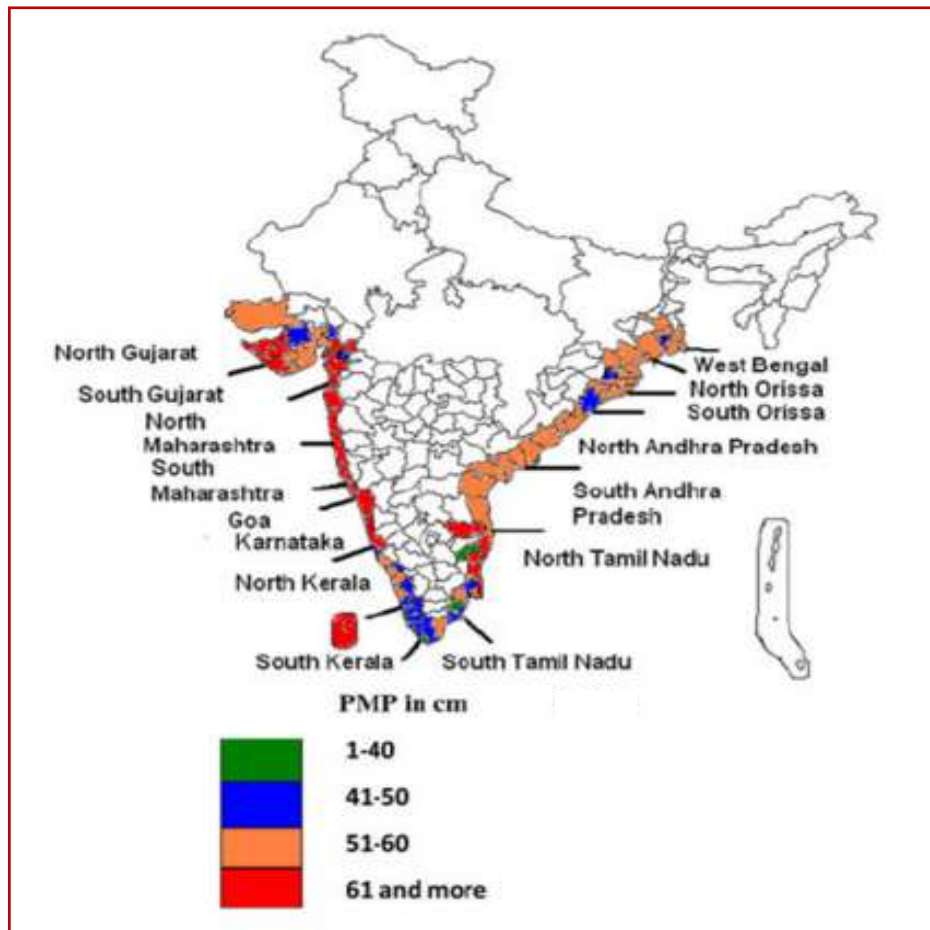 North Gujarat
South Gujarat
North
Maharashtra
South
Maharashtra
Goa
Karnataka
North Kerala
South Kerala
West Bengal
North Orissa
South Orissa
North Andhra Pradesh
South Andhra
Pradesh
North Tamil Nadu
South Tamil Nadu
PMP in cm
1-40
41-50
51-60
61 and more